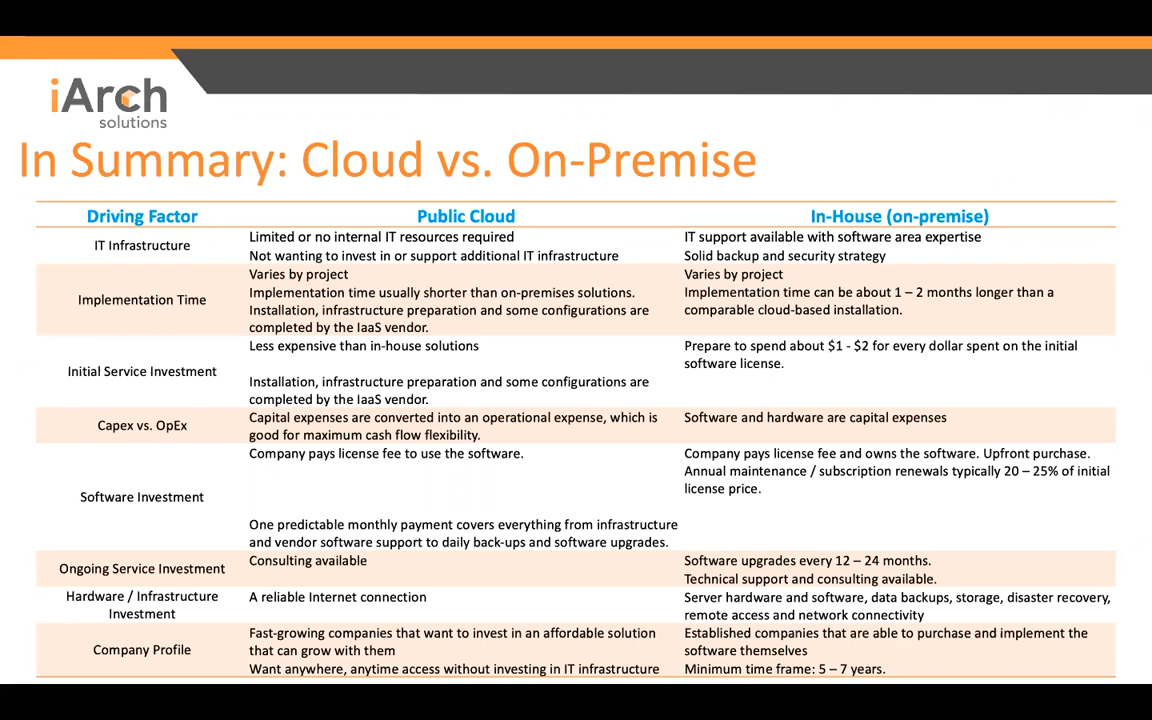 iArch
solutions
In Summary: Cloud vs. On-Premise
Driving Factor
Public Cloud
In-House (on-premise)
IT Infrastructure
Limited or no internal IT resources required
Not wanting to invest in or support additional IT infrastructure
IT support available with software area expertise
Solid backup and security strategy
Implementation Time
Varies by project
Implementation time usually shorter than on-premises solutions.
Installation, infrastructure preparation and some configurations are
completed by the IaaS vendor.
Varies by project
Implementation time can be about 1 – 2 months longer than a
comparable cloud-based installation.
Initial Service Investment
Less expensive than in-house solutions
Installation, infrastructure preparation and some configurations are
completed by the IaaS vendor.
Prepare to spend about $1 - $2 for every dollar spent on the initial
software license.
Capex vs. OpEx
Capital expenses are converted into an operational expense, which is
good for maximum cash flow flexibility.
Software and hardware are capital expenses
Software Investment
Company pays license fee to use the software.
One predictable monthly payment covers everything from infrastructure
and vendor software support to daily back-ups and software upgrades.
Company pays license fee and owns the software. Upfront purchase.
Annual maintenance / subscription renewals typically 20 – 25% of initial
license price.
Ongoing Service Investment
Consulting available
Software upgrades every 12 – 24 months.
Technical support and consulting available.
Hardware / Infrastructure
Investment
A reliable Internet connection
Server hardware and software, data backups, storage, disaster recovery,
remote access and network connectivity
Company Profile
Fast-growing companies that want to invest in an affordable solution
that can grow with them
Want anywhere, anytime access without investing in IT infrastructure
Established companies that are able to purchase and implement the
software themselves
Minimum time frame: 5 – 7 years.